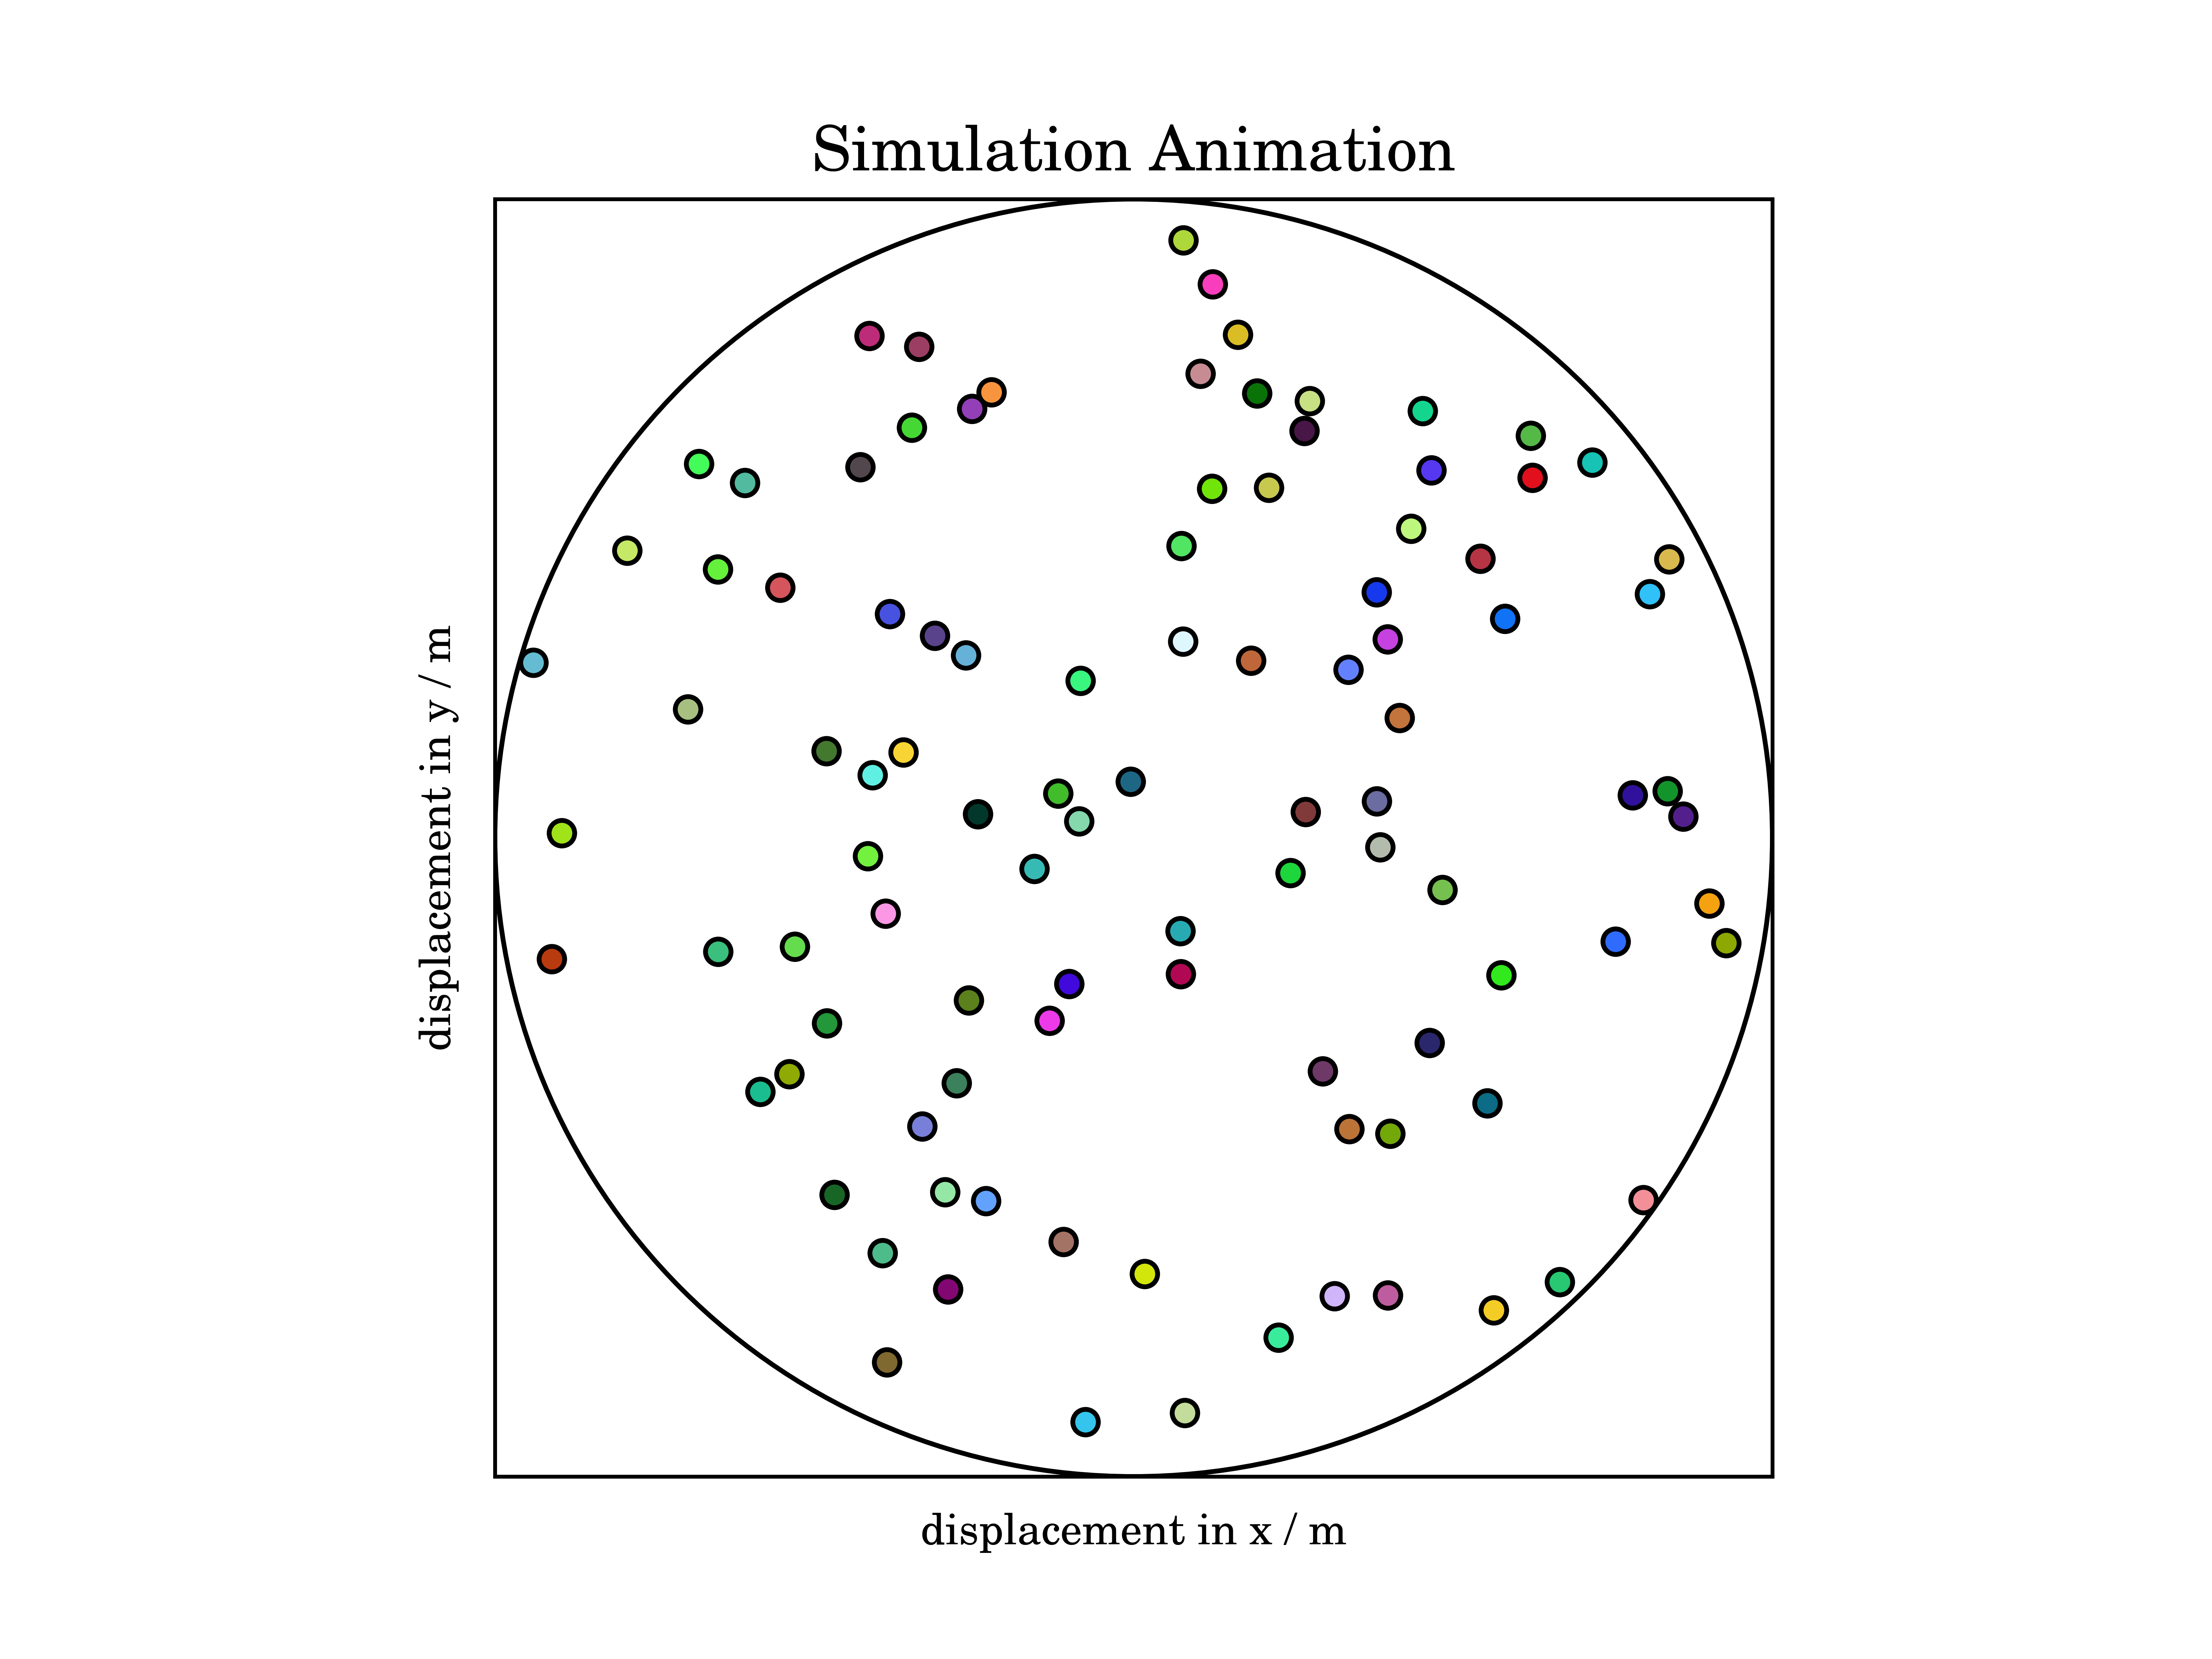 Simulation Animation
displacement in y / m
displacement in x / m